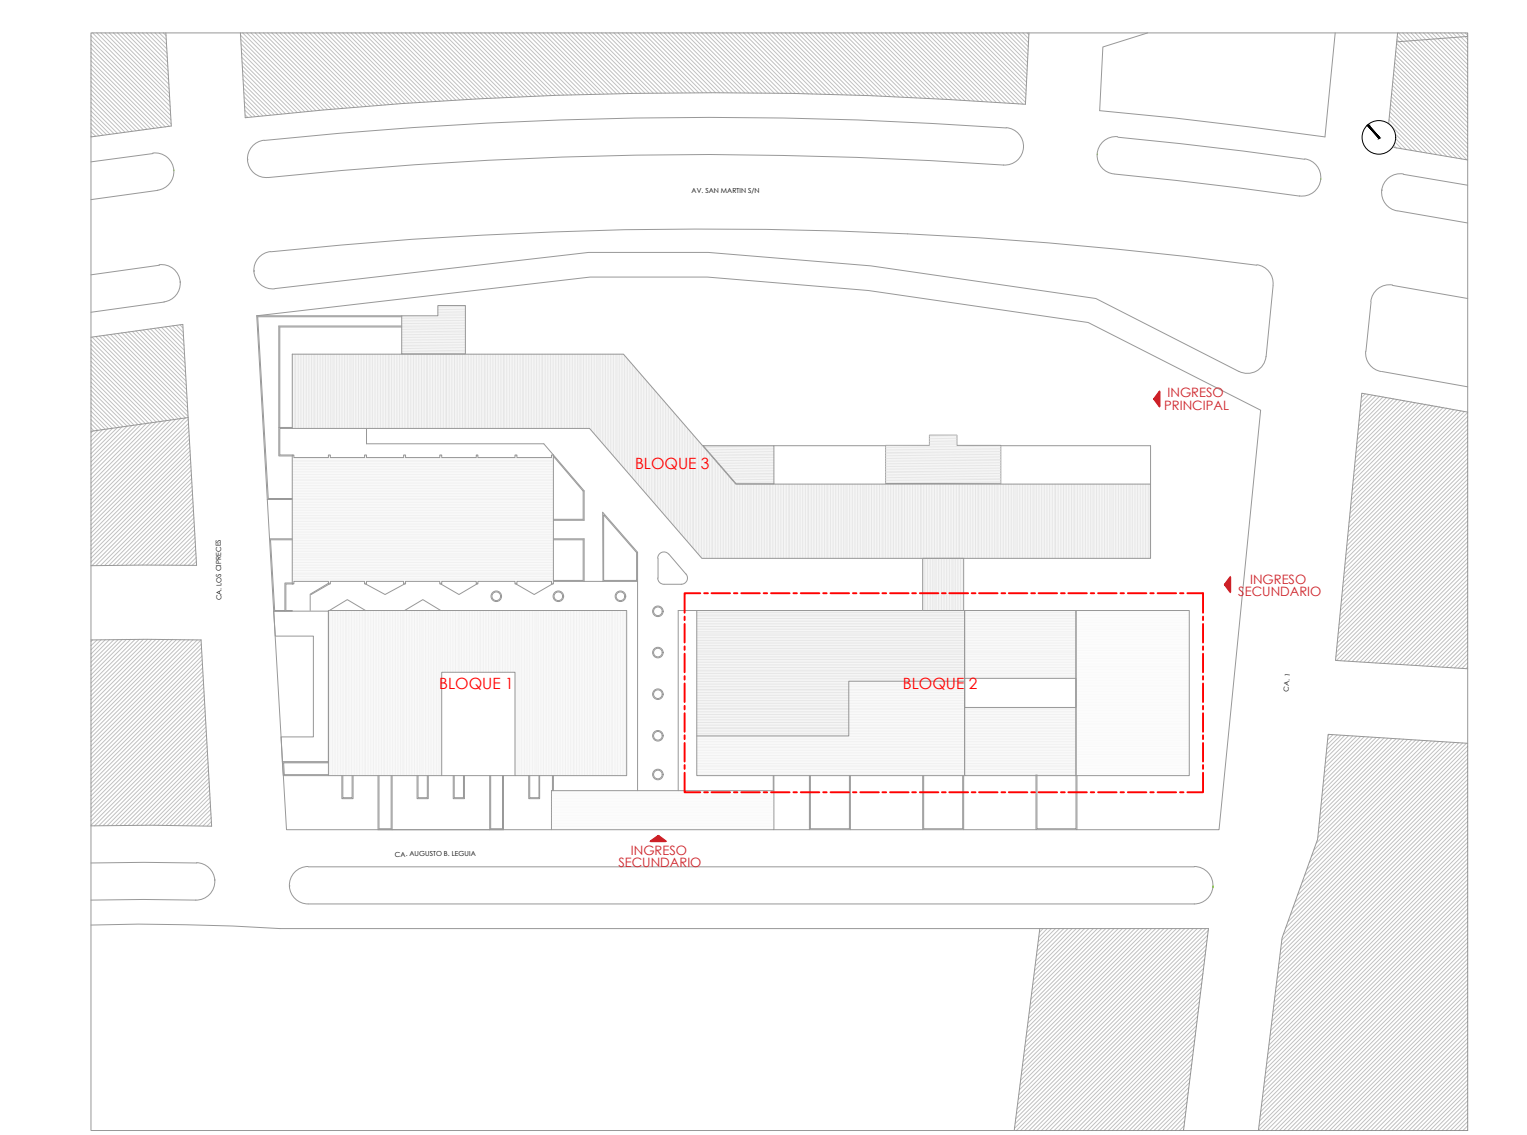 AV. SAN MARTIN S/N
INGRESO
PRINCIPAL
BLOQUE 3
CA. LOS CIPRECES
INGRESO
SECUNDARIO
BLOQUE 1
BLOQUE 2
CA. 1
CA. AUGUSTO B. LEGUIA
INGRESO
SECUNDARIO